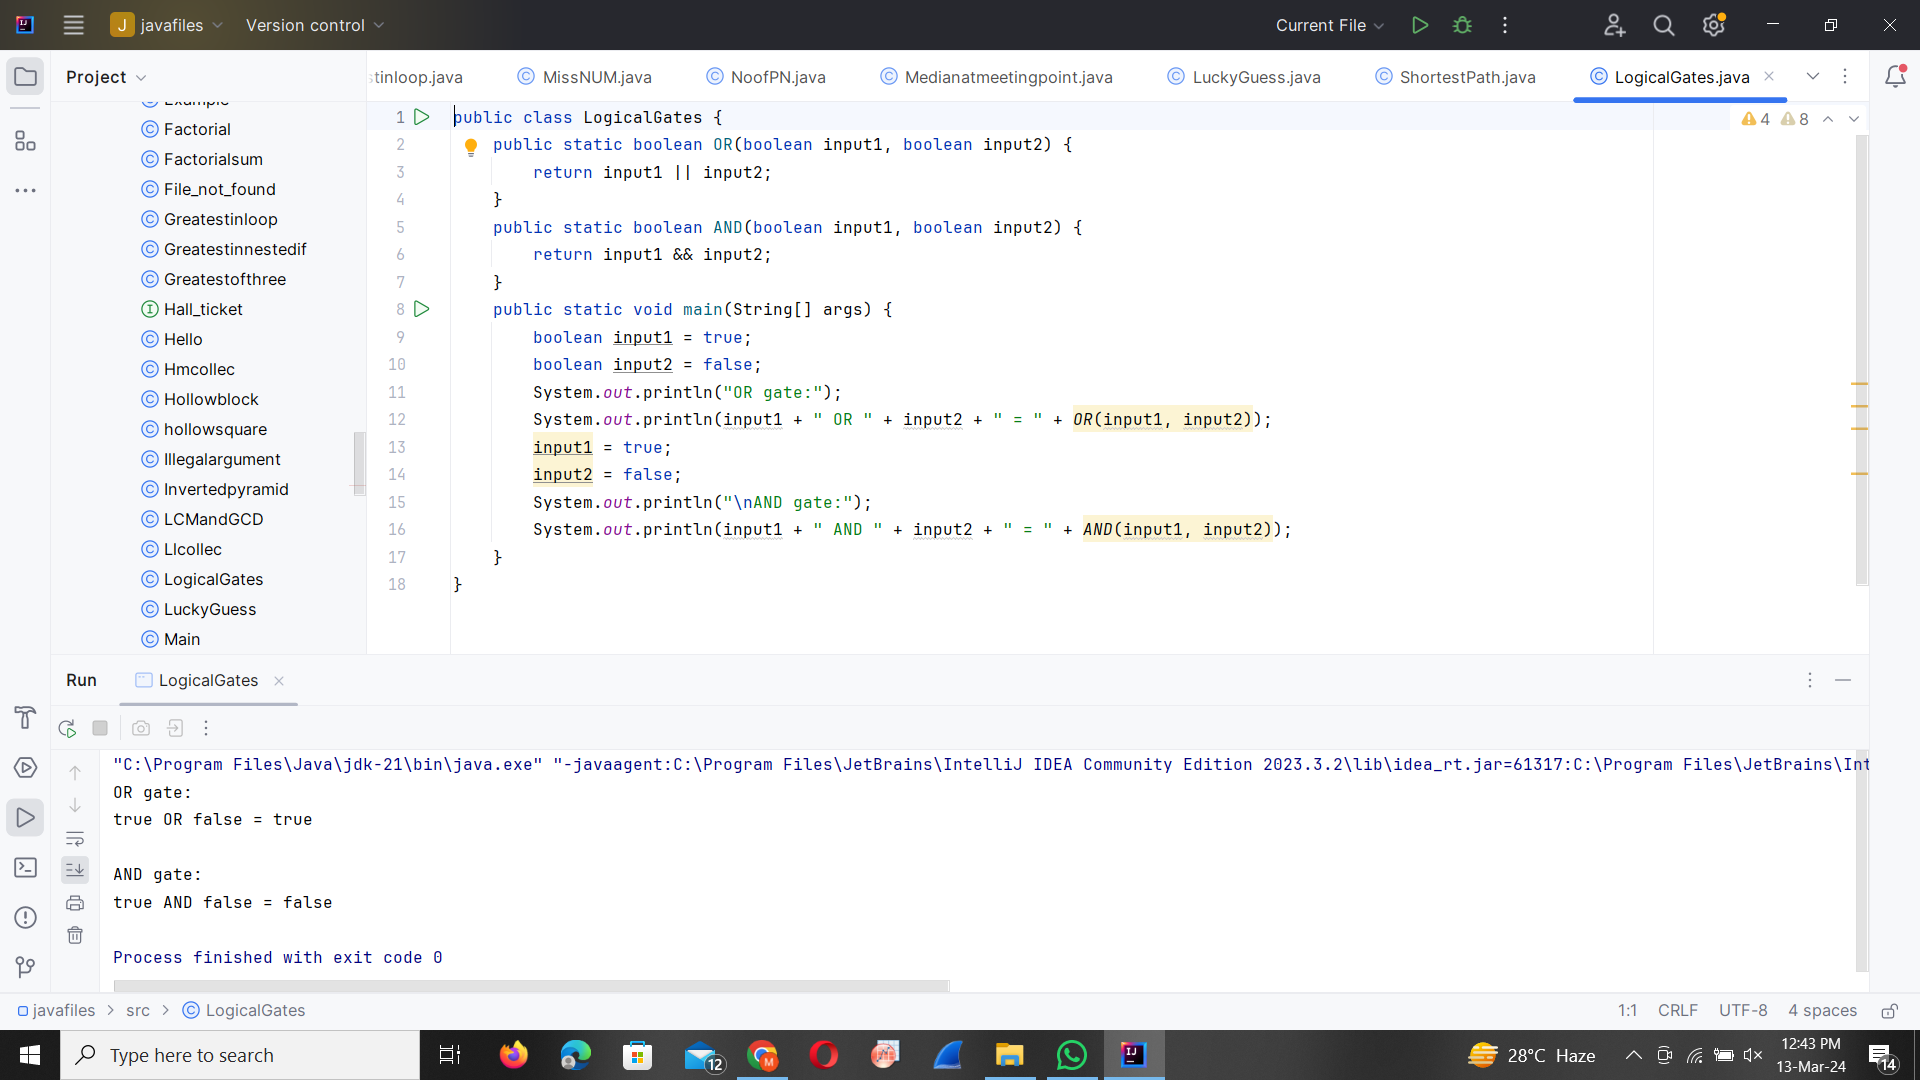 javafiles
Version control
Current File
Project
tinloop.java
MissNUM.java
NoofPN.java
Medianatmeetingpoint.java
LuckyGuess.java
ShortestPath.java
LogicalGates.java
Example
Factorial
Factorialsum
File_not_found
Greatestinloop
Greatestinnestedif
Greatestofthree
Hall_ticket
Hello
Hmcollec
Hollowblock
hollowsquare
Illegalargument
Invertedpyramid
LCMandGCD
Llcollec
LogicalGates
LuckyGuess
Main
4 8
1 public class LogicalGates {
2 public static boolean OR(boolean input1, boolean input2) {
3 return input1 || input2;
4 }
5 public static boolean AND(boolean input1, boolean input2) {
6 return input1 && input2;
7 }
8 public static void main(String[] args) {
9 boolean input1 = true;
10 boolean input2 = false;
11 System.out.println("OR gate:");
12 System.out.println(input1 + " OR " + input2 + " = " + OR(input1, input2));
13 input1 = true;
14 input2 = false;
15 System.out.println("\nAND gate:");
16 System.out.println(input1 + " AND " + input2 + " = " + AND(input1, input2));
17 }
18 }
Run
LogicalGates
"C:\Program Files\Java\jdk-21\bin\java.exe" "-javaagent:C:\Program Files\JetBrains\IntelliJ IDEA Community Edition 2023.3.2\lib\idea_rt.jar=61317:C:\Program Files\JetBrains\Int
OR gate:
true OR false = true
AND gate:
true AND false = false
Process finished with exit code 0
javafiles > src > LogicalGates
1:1 CRLF UTF-8 4 spaces
Type here to search
12
28°C Haze
12:43 PM
13-Mar-24
14